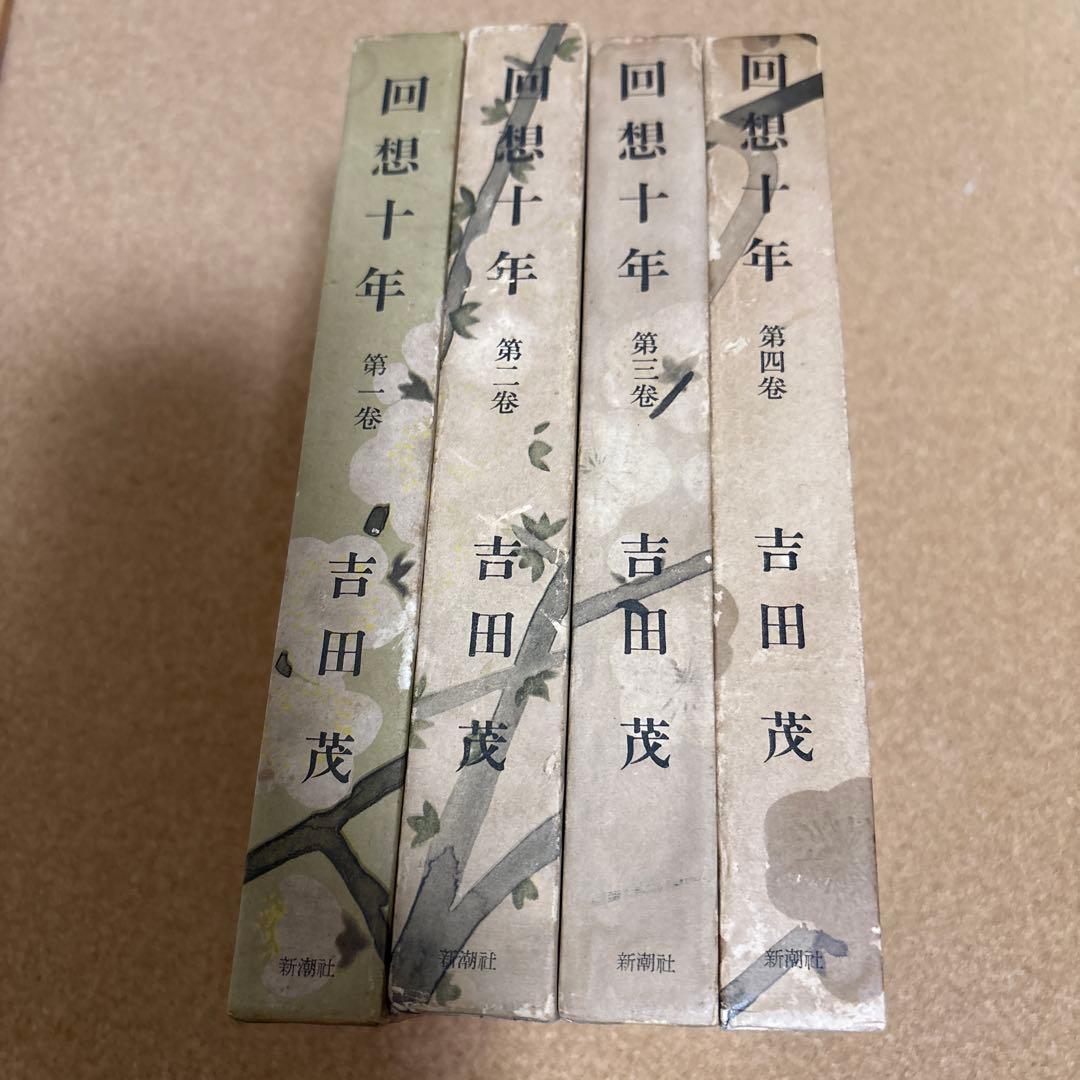 回想十年 第一卷 吉田茂 新潮社
回想十年 第二卷 吉田茂 新潮社
回想十年 第三卷 吉田茂 新潮社
回想十年 第四卷 吉田茂 新潮社